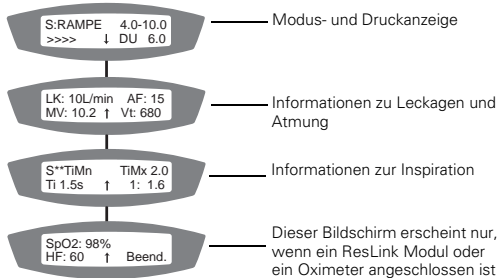 S:RAMPE 4.0-10.0
>>>> ↓ DU 6.0
Modus- und Druckanzeige
LK: 10L/min AF: 15
MV: 10.2 ↑ Vt: 680
Informationen zu Leckagen und
Atmung
S**TiMn TiMx 2.0
Ti 1.5s ↑ 1: 1.6
Informationen zur Inspiration
SpO2: 98%
HF: 60 ↑ Beend.
Dieser Bildschirm erscheint nur,
wenn ein ResLink Modul oder
ein Oximeter angeschlossen ist